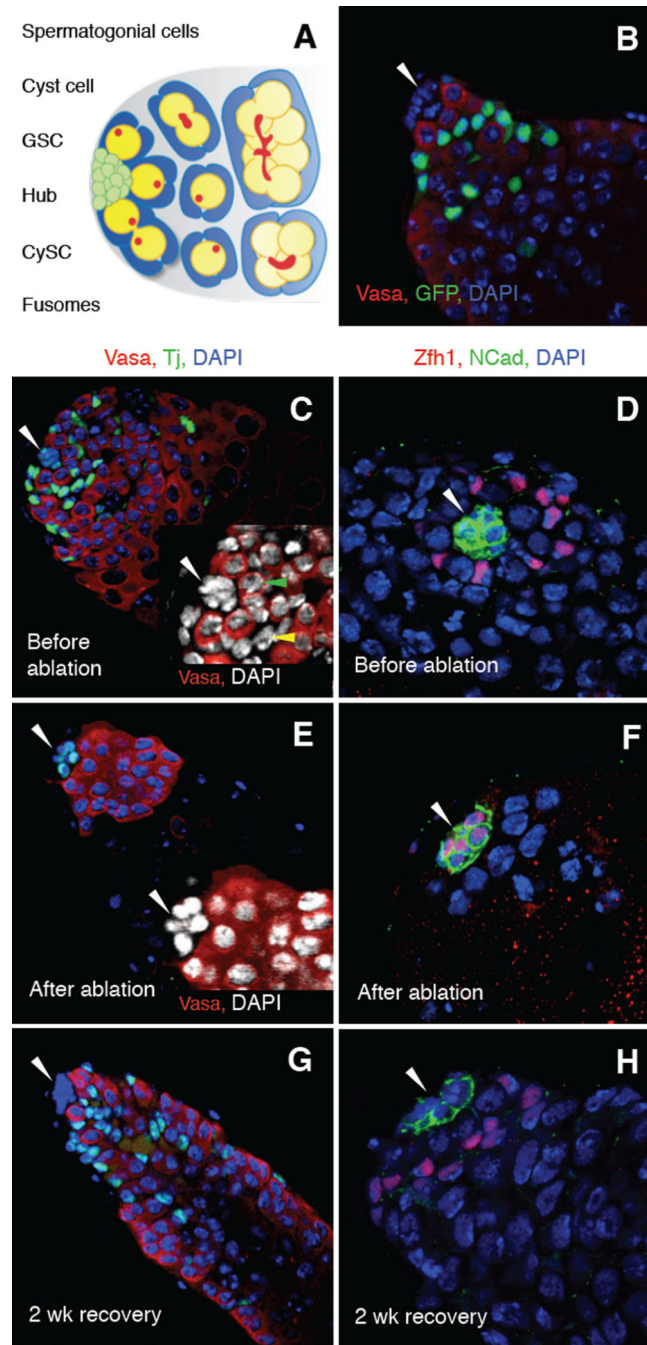 Spermatogonial cells
A
Cyst cell
GSC
Hub
CySC
Fusomes
B
Vasa, GFP, DAPI
Vasa, Tj, DAPI
C
Before
ablation
Vasa, DAPI
Zfh1, NCad, DAPI
D
Before ablation
E
After ablation
Vasa, DAPI
F
After ablation
G
2 wk recovery
H
2 wk recovery